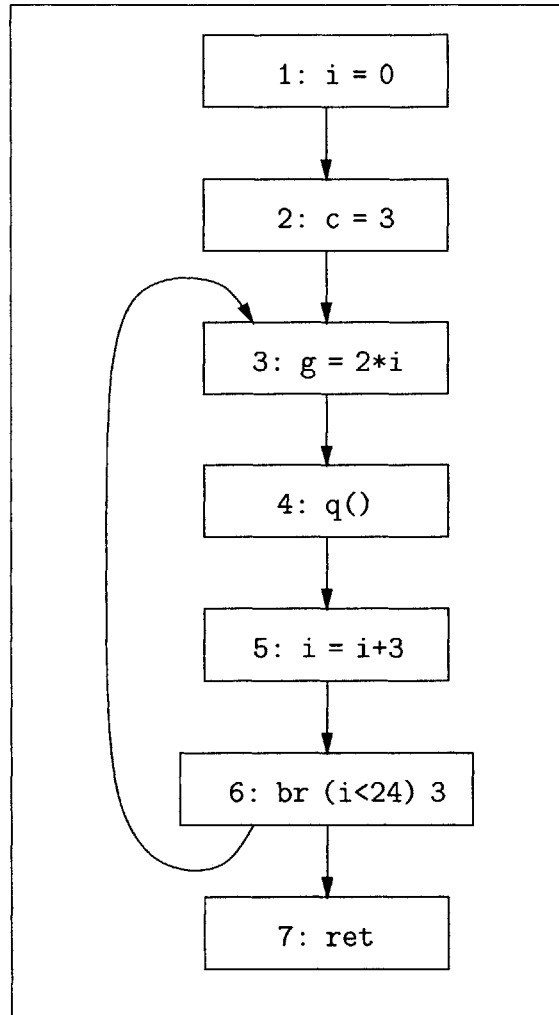 1: i = 0
2: c = 3
3: g = 2*i
4: q()
5: i = i+3
6: br (i<24) 3
7: ret